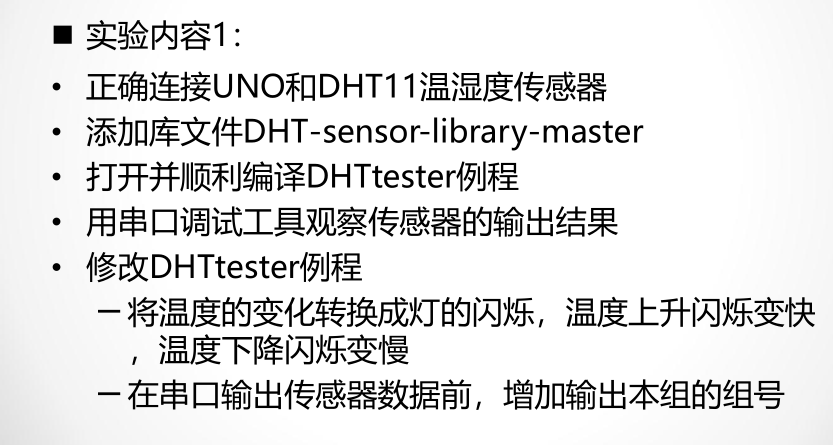 ■ 实验内容1：
• 正确连接UNO和DHT11温湿度传感器
• 添加库文件DHT-sensor-library-master
• 打开并顺利编译DHTtester例程
• 用串口调试工具观察传感器的输出结果
• 修改DHTtester例程
– 将温度的变化转换成灯的闪烁，温度上升闪烁变快
，温度下降闪烁变慢
– 在串口输出传感器数据前，增加输出本组的组号